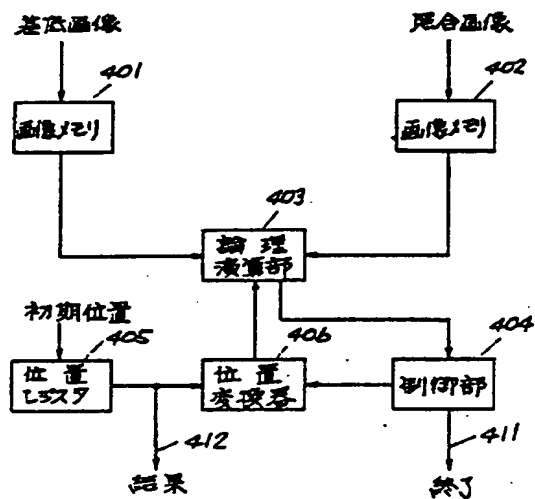 基底画像
照合画像
401
402
画像メモリ
画像メモリ
403
論理
演算部
初期位置
405
406
404
位置
レジスタ
位置
変換器
制御部
412
411
結果
終了